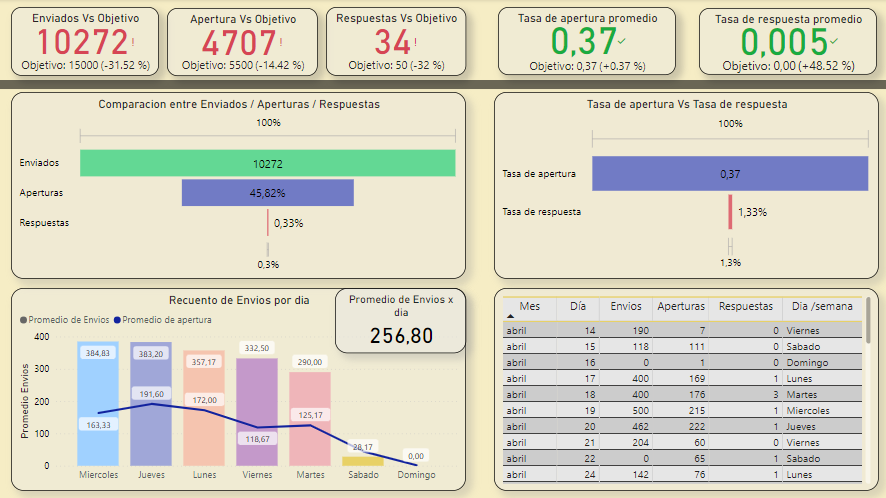 Enviados Vs Objetivo
10272!
Objetivo: 15000 (-31.52 %)
Apertura Vs Objetivo
4707!
Objetivo: 5500 (-14.42 %)
Respuestas Vs Objetivo
34!
Objetivo: 50 (-32 %)
Tasa de apertura promedio
0,37✓
Objetivo: 0,37 (+0.37 %)
Tasa de respuesta promedio
0,005✓
Objetivo: 0,00 (+48.52 %)
Comparacion entre Enviados / Aperturas / Respuestas
100%
Enviados 10272
Aperturas 45,82%
Respuestas 0,33%
0,3%
Tasa de apertura Vs Tasa de respuesta
100%
Tasa de apertura 0,37
Tasa de respuesta 1,33%
1,3%
Recuento de Envios por dia
Promedio de Envios Promedio de apertura
Promedio de Envios x
dia
256,80
Promedio Envios
400
300
200
100
0
384,83 383,20 357,17 332,50 290,00 28,17 0,00
163,33 191,60 172,00 118,67 125,17
Miercoles Jueves Lunes Viernes Martes Sabado Domingo
Mes Día Envios Aperturas Respuestas Dia /semana
abril 14 190 7 0 Viernes
abril 15 118 111 0 Sabado
abril 16 0 1 0 Domingo
abril 17 400 169 1 Lunes
abril 18 400 176 3 Martes
abril 19 500 215 1 Miercoles
abril 20 462 222 1 Jueves
abril 21 204 60 0 Viernes
abril 22 0 65 1 Sabado
abril 24 142 76 1 Lunes